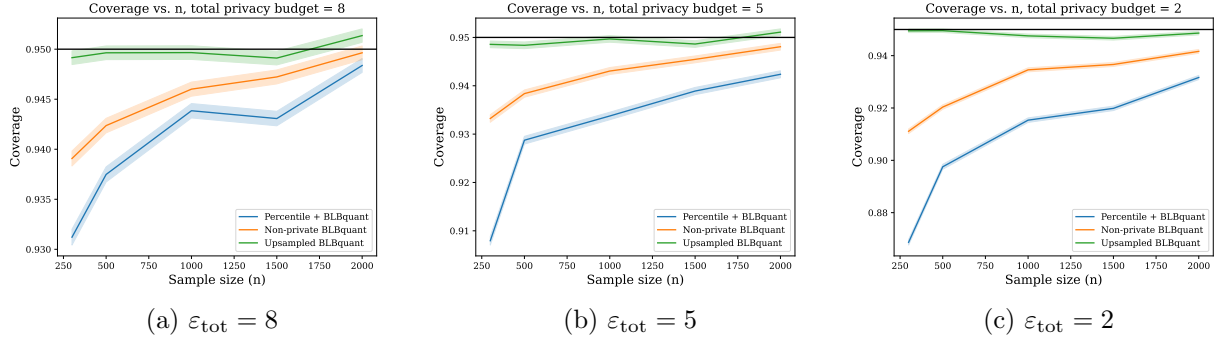 Coverage vs. n, total privacy budget = 8
0.950
0.945
0.940
0.935
0.930
Coverage
250 500 750 1000 1250 1500 1750 2000
Sample size (n)
Percentile + BLBquant
Non-private BLBquant
Upsampled BLBquant
(a) ε_tot = 8
Coverage vs. n, total privacy budget = 5
0.95
0.94
0.93
0.92
0.91
Coverage
250 500 750 1000 1250 1500 1750 2000
Sample size (n)
Percentile + BLBquant
Non-private BLBquant
Upsampled BLBquant
(b) ε_tot = 5
Coverage vs. n, total privacy budget = 2
0.94
0.92
0.90
0.88
Coverage
250 500 750 1000 1250 1500 1750 2000
Sample size (n)
Percentile + BLBquant
Non-private BLBquant
Upsampled BLBquant
(c) ε_tot = 2